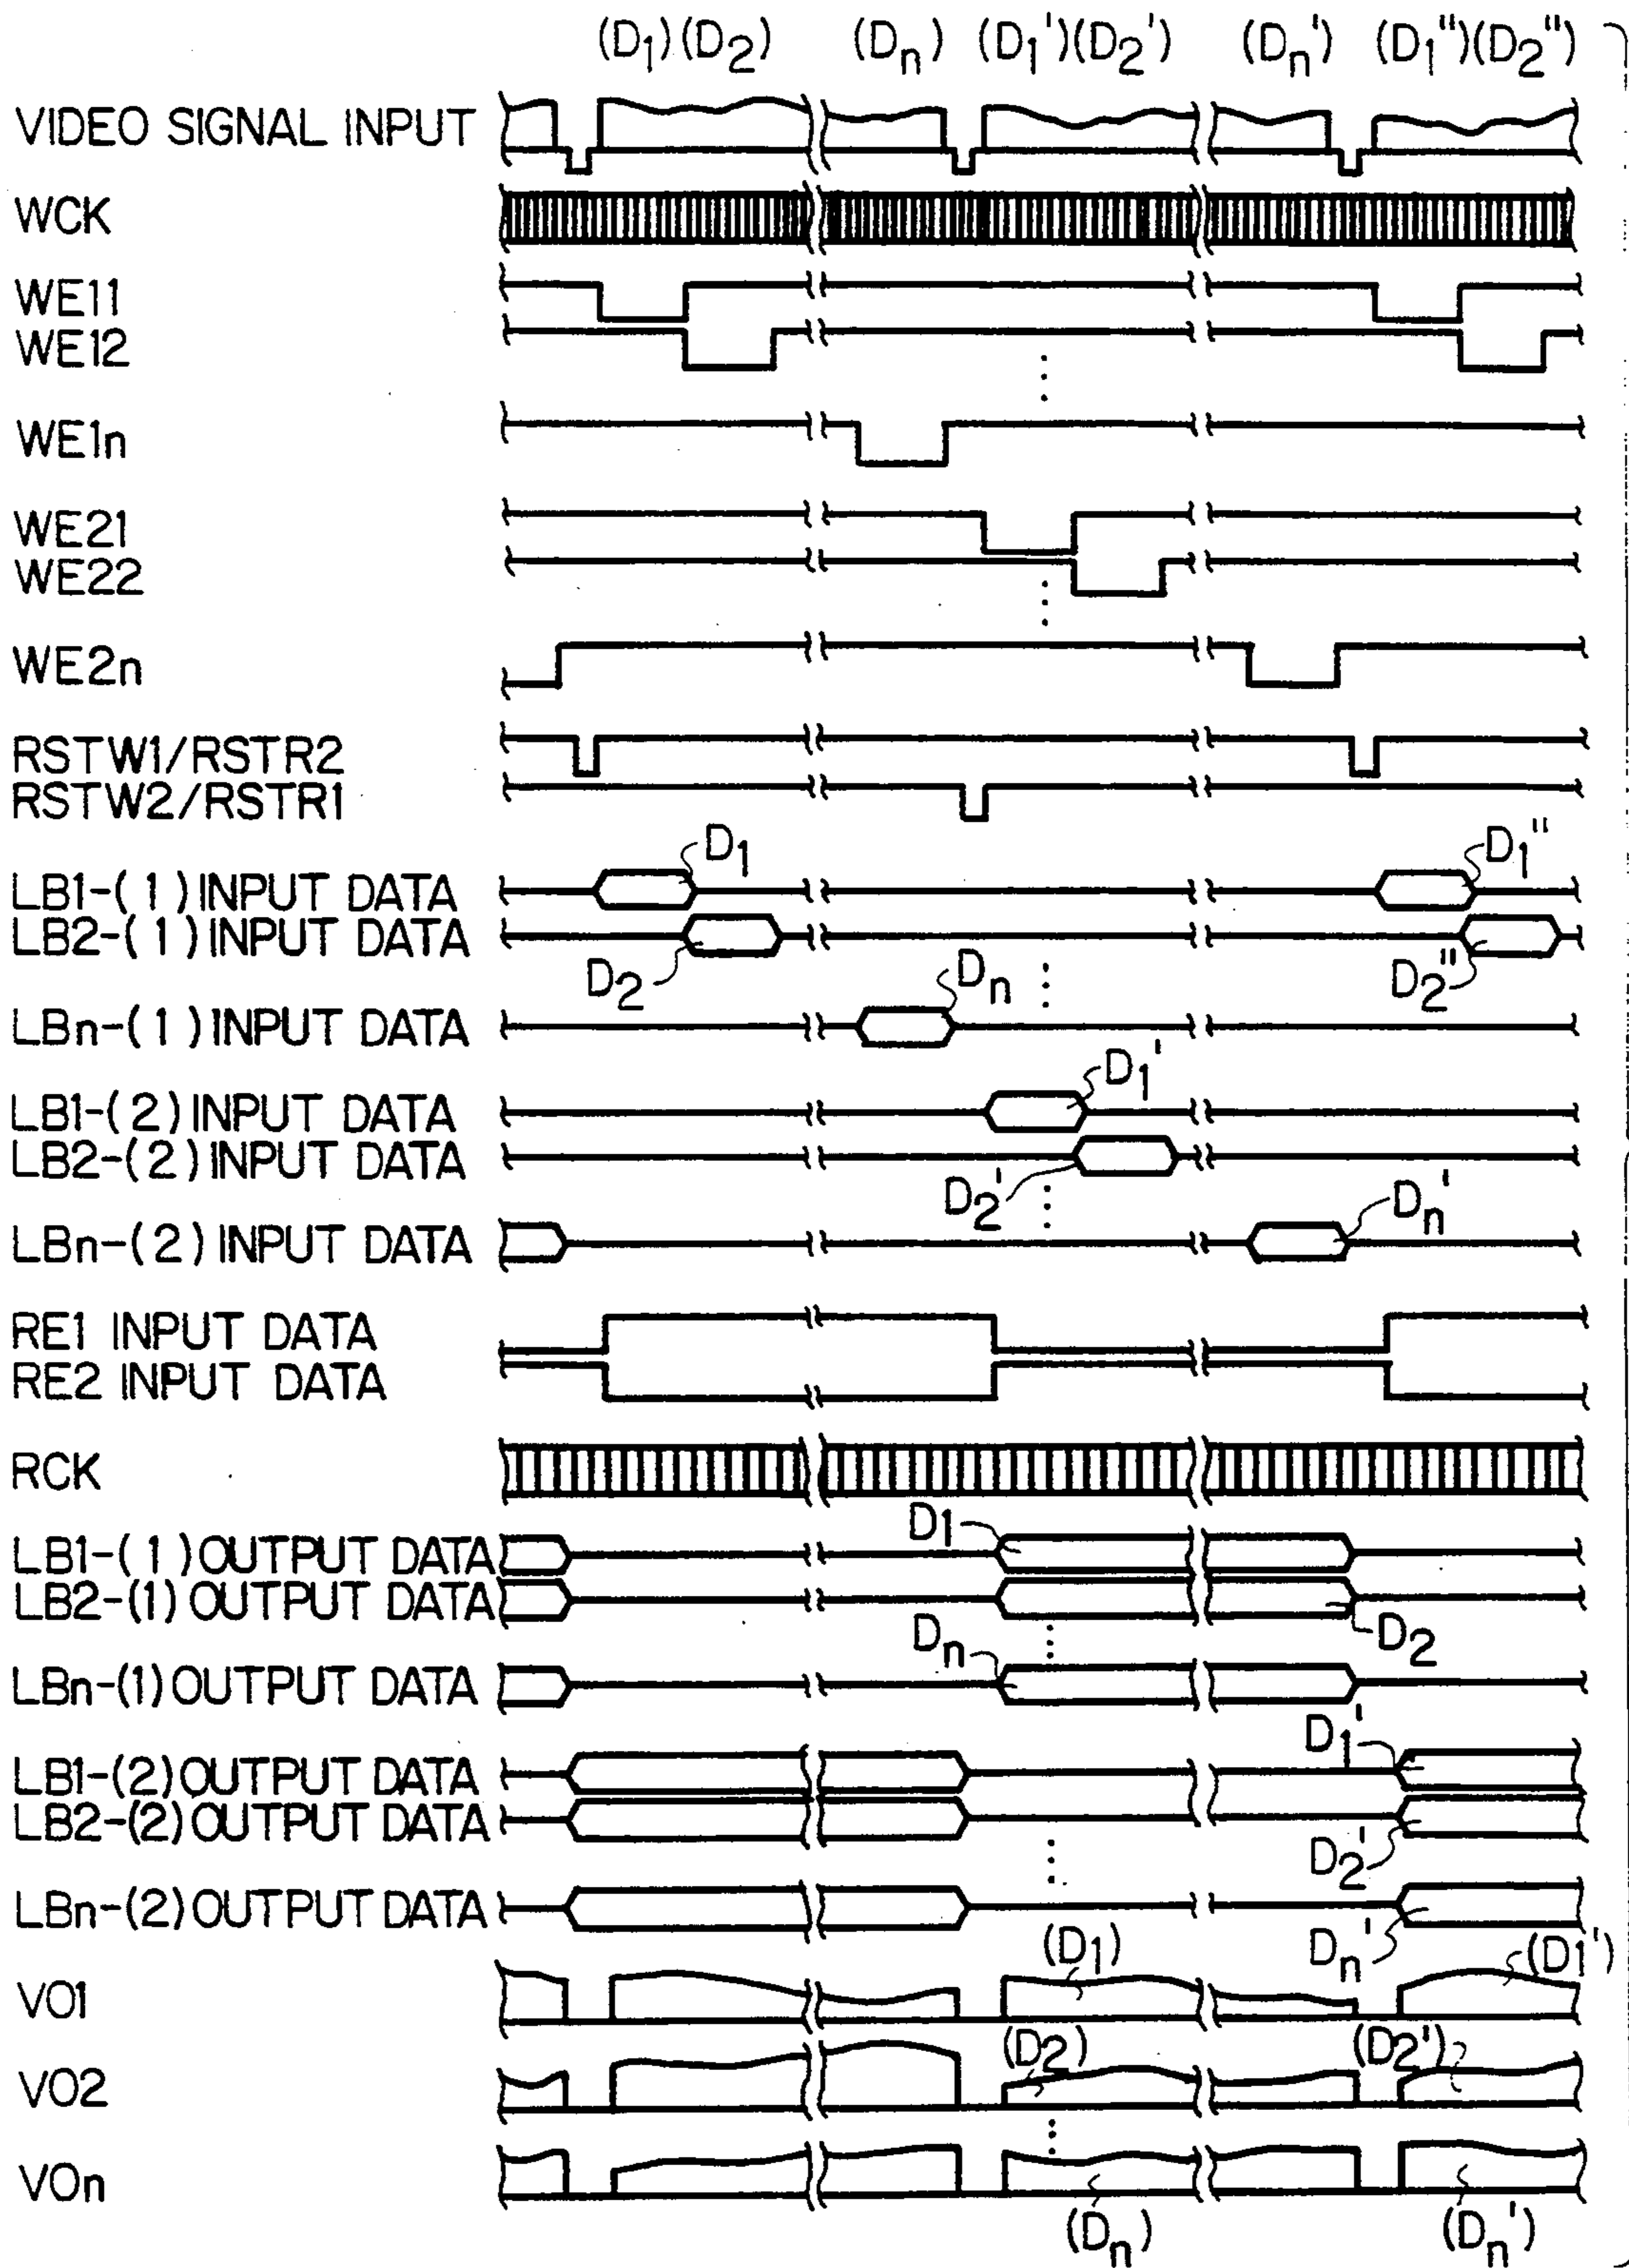 (D1)(D2) (Dn) (D1')(D2') (Dn') (D1'')(D2'')
VIDEO SIGNAL INPUT
WCK
WE11
WE12
WE1n
WE21
WE22
WE2n
RSTW1/RSTR2
RSTW2/RSTR1
D1 D1''
LB1-(1) INPUT DATA
LB2-(1) INPUT DATA
D2 Dn D2''
LBn-(1) INPUT DATA
D1'
LB1-(2) INPUT DATA
LB2-(2) INPUT DATA
D2' Dn'
LBn-(2) INPUT DATA
RE1 INPUT DATA
RE2 INPUT DATA
RCK
D1
LB1-(1) OUTPUT DATA
LB2-(1) OUTPUT DATA
Dn D2
LBn-(1) OUTPUT DATA
D1'
LB1-(2) OUTPUT DATA
LB2-(2) OUTPUT DATA
D2'
LBn-(2) OUTPUT DATA
(D1) Dn' (D1')
VO1
(D2) (D2')
VO2
VOn
(Dn) (Dn')